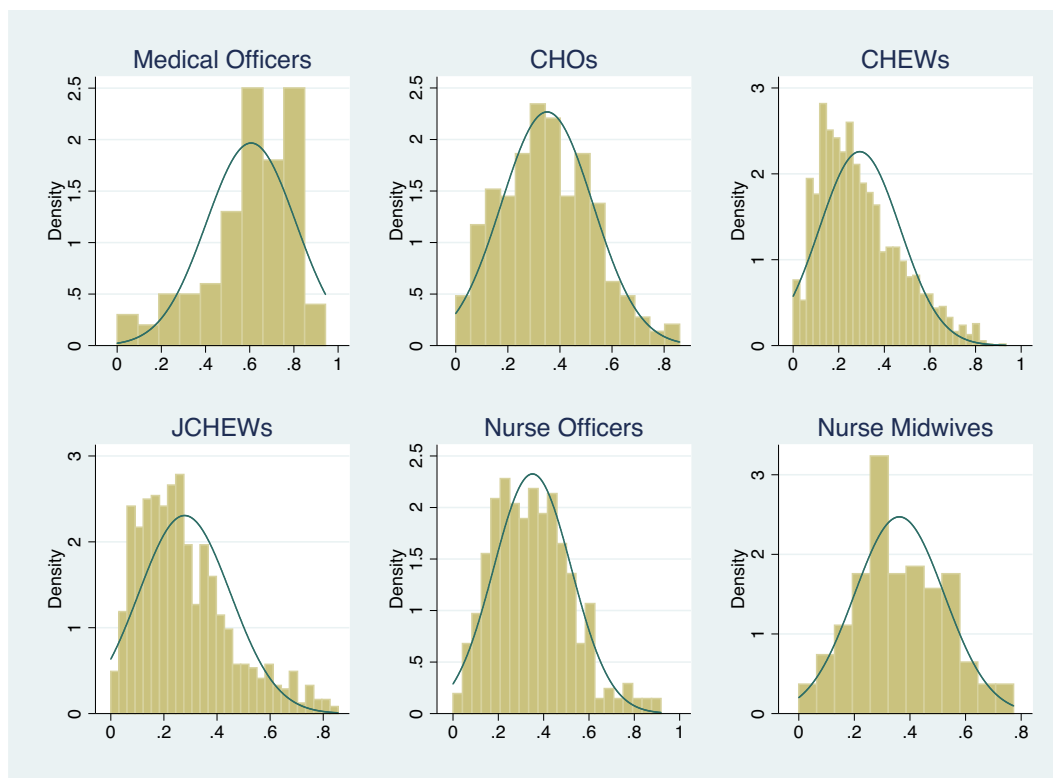 Medical Officers
CHOs
CHEWs
Density
0 .5 1 1.5 2 2.5
0 .2 .4 .6 .8 1
Density
0 .5 1 1.5 2 2.5
0 .2 .4 .6 .8
Density
0 1 2 3
0 .2 .4 .6 .8 1
JCHEWs
Nurse Officers
Nurse Midwives
Density
0 1 2 3
0 .2 .4 .6 .8
Density
0 .5 1 1.5 2 2.5
0 .2 .4 .6 .8 1
Density
0 1 2 3
0 .2 .4 .6 .8